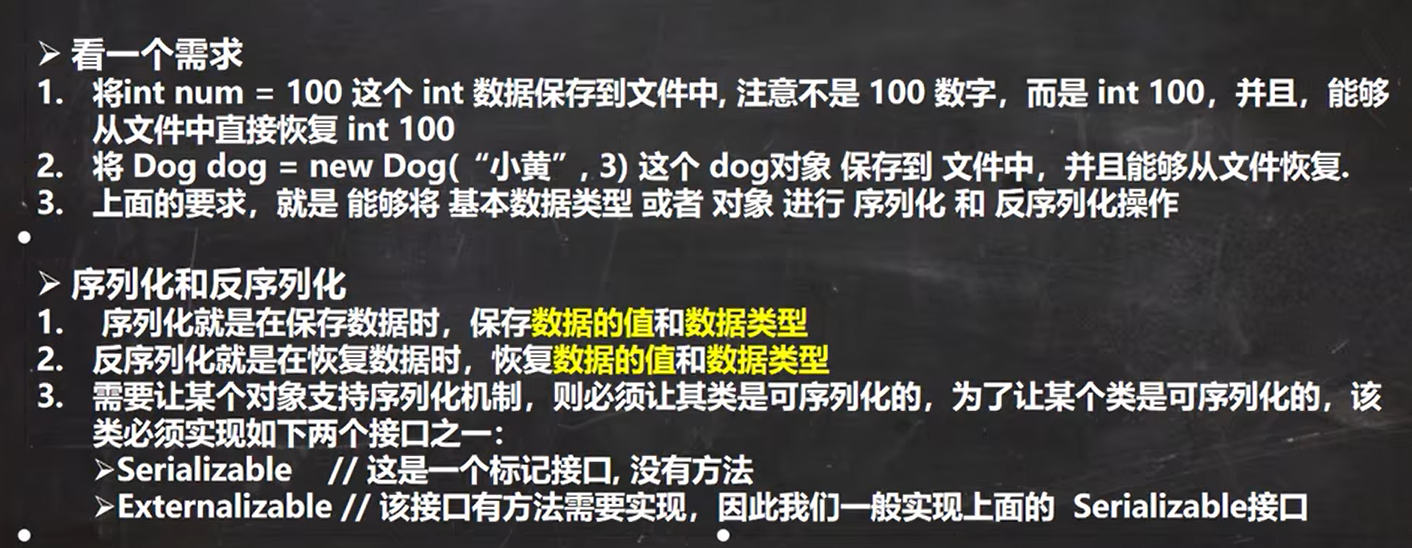 ➢ 看一个需求
1. 将int num = 100 这个 int 数据保存到文件中, 注意不是 100 数字，而是 int 100，并且，能够
从文件中直接恢复 int 100
2. 将 Dog dog = new Dog(“小黄”, 3) 这个 dog对象 保存到 文件中，并且能够从文件恢复.
3. 上面的要求，就是 能够将 基本数据类型 或者 对象 进行 序列化 和 反序列化操作
➢ 序列化和反序列化
1. 序列化就是在保存数据时，保存数据的值和数据类型
2. 反序列化就是在恢复数据时，恢复数据的值和数据类型
3. 需要让某个对象支持序列化机制，则必须让其类是可序列化的，为了让某个类是可序列化的，该
类必须实现如下两个接口之一：
➢Serializable // 这是一个标记接口, 没有方法
➢Externalizable // 该接口有方法需要实现，因此我们一般实现上面的 Serializable接口